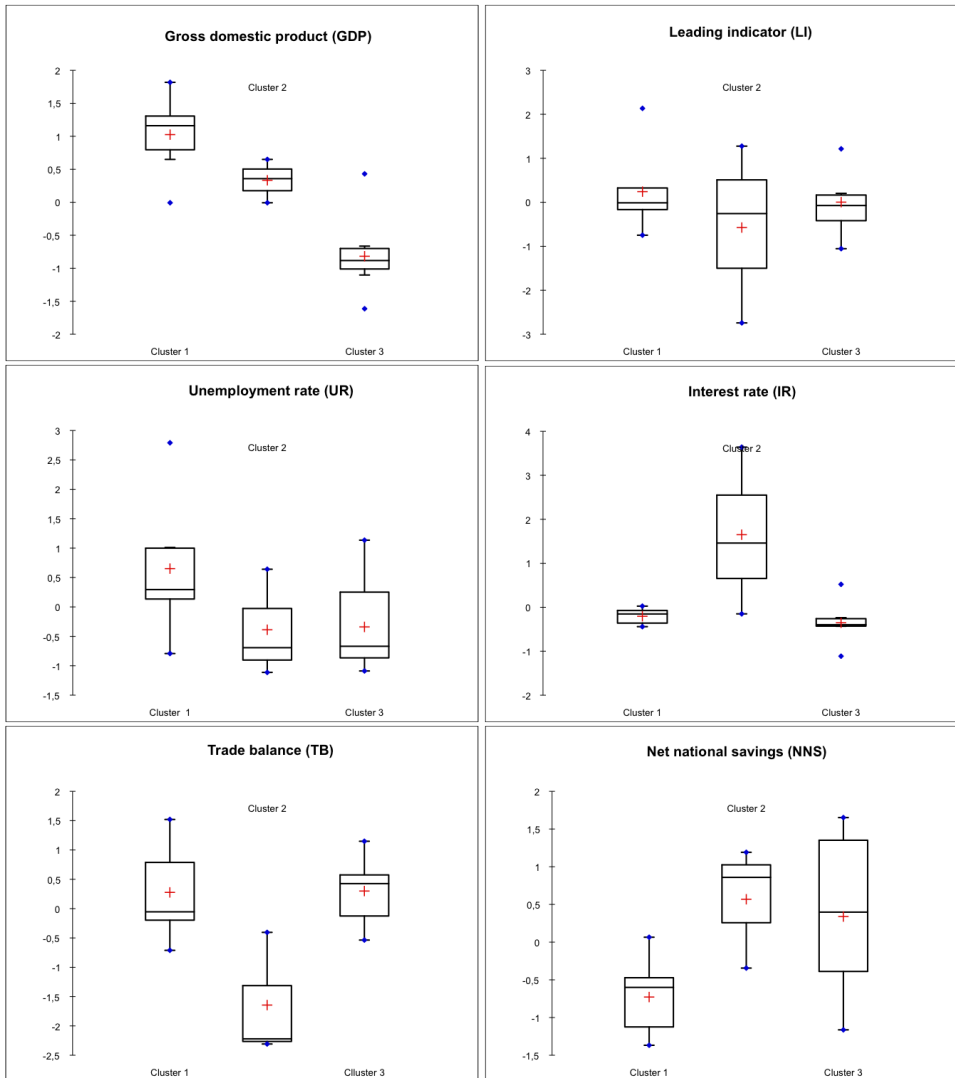 Gross domestic product (GDP)
Cluster 2
2
1,5
1
0,5
0
-0,5
-1
-1,5
-2
Cluster 1 Cluster 3
Leading indicator (LI)
Cluster 2
3
2
1
0
-1
-2
-3
Cluster 1 Cluster 3
Unemployment rate (UR)
Cluster 2
3
2,5
2
1,5
1
0,5
0
-0,5
-1
-1,5
Cluster 1 Cluster 3
Interest rate (IR)
Cluster 2
4
3
2
1
0
-1
-2
Cluster 1 Cluster 3
Trade balance (TB)
Cluster 2
2
1,5
1
0,5
0
-0,5
-1
-1,5
-2
-2,5
Cluster 1 Clluster 3
Net national savings (NNS)
Cluster 2
2
1,5
1
0,5
0
-0,5
-1
-1,5
Cluster 1 Cluster 3